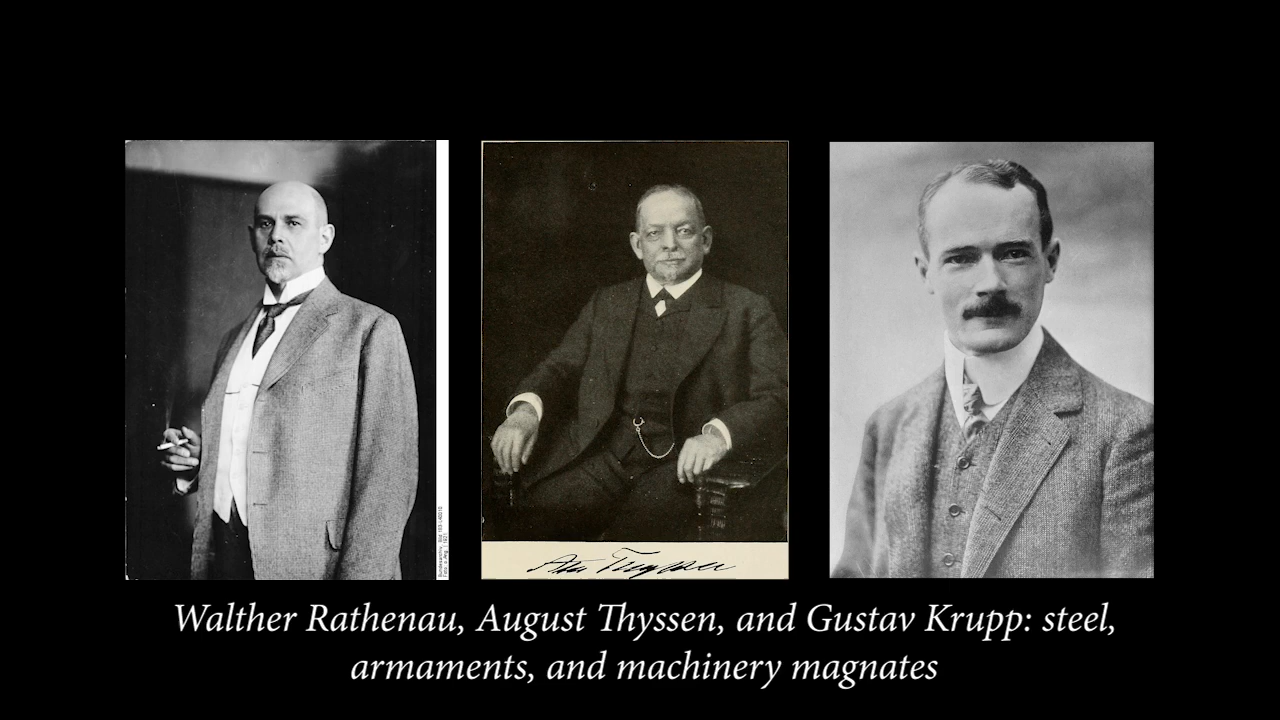 Walther Rathenau, August Thyssen, and Gustav Krupp: steel,
armaments, and machinery magnates